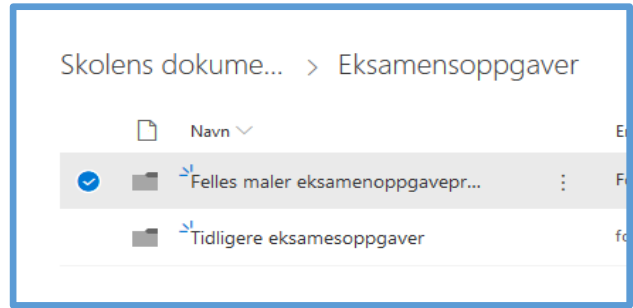 Skolens dokume... > Eksamensoppgaver
Navn
Felles maler eksamenoppgavepr...
Tidligere eksamesoppgaver